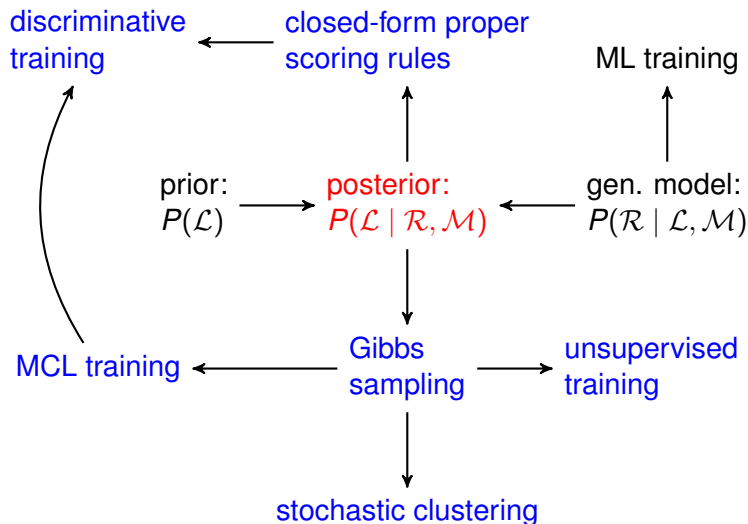 discriminative
training
closed-form proper
scoring rules
ML training
prior:
P(ℒ)
posterior:
P(ℒ | ℛ, ℳ)
gen. model:
P(ℛ | ℒ, ℳ)
MCL training
Gibbs
sampling
unsupervised
training
stochastic clustering